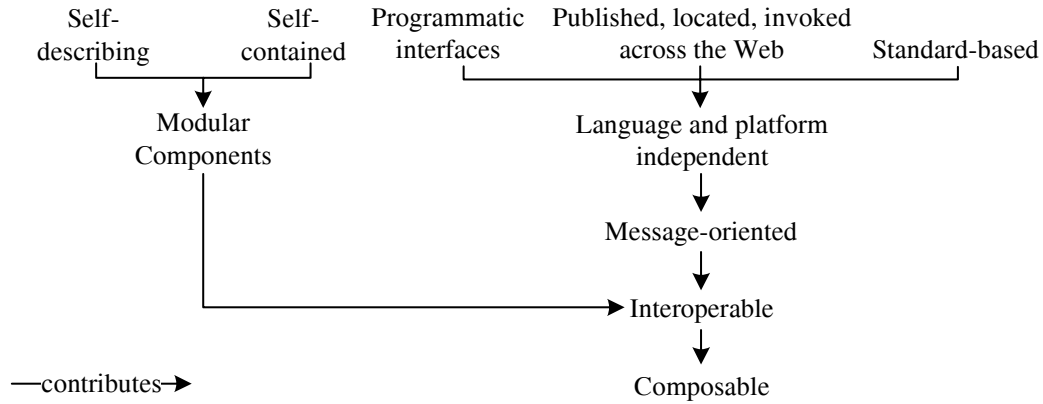 Self-
describing
Self-
contained
Programmatic
interfaces
Published, located, invoked
across the Web
Standard-based
Modular
Components
Language and platform
independent
Message-oriented
Interoperable
contributes
Composable